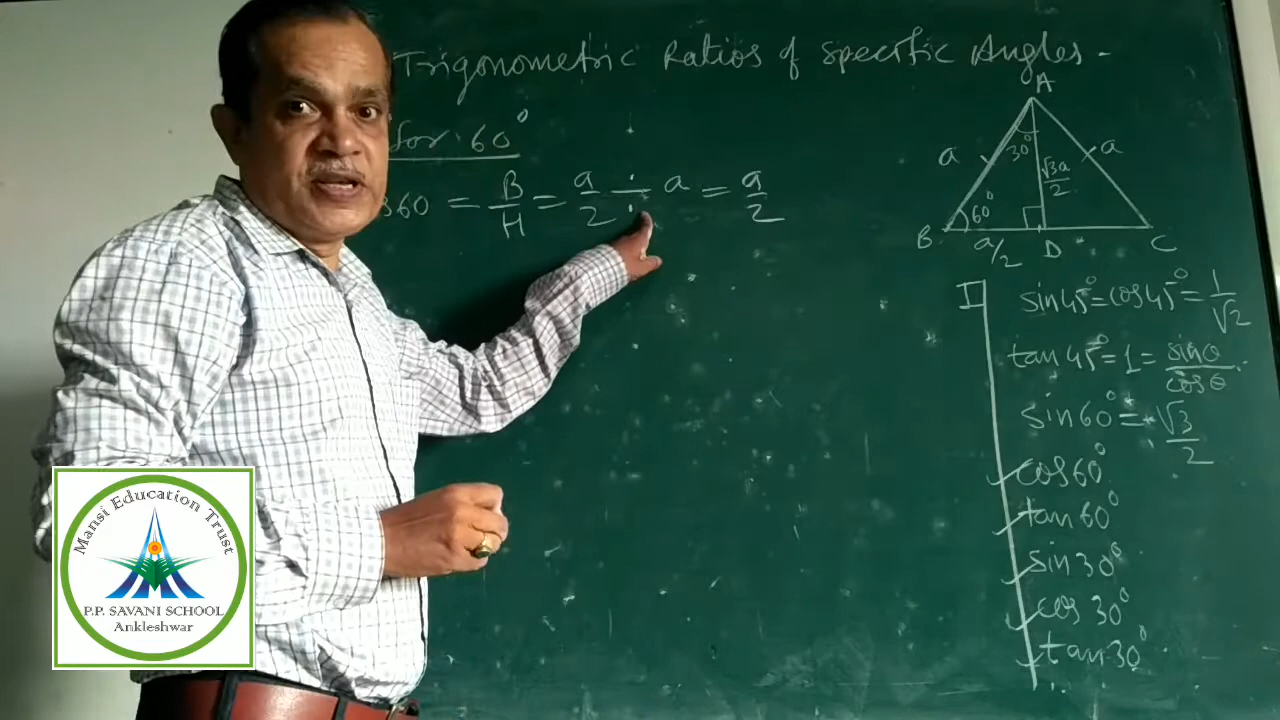 Trigonometric Ratios of Specific Angles -
for 60°
360 = B/H = a/2 ÷ a = a/2
A
30°
a
a
√3a/2
60°
B
a/2
D
C
I
sin45° = cos45° = 1/√2
tan45° = 1 = sinθ/cosθ
sin60° = √3/2
cos60°
tan60°
sin30°
cos30°
tan30°
Mansi Education Trust
P.P. SAVANI SCHOOL
Ankleshwar